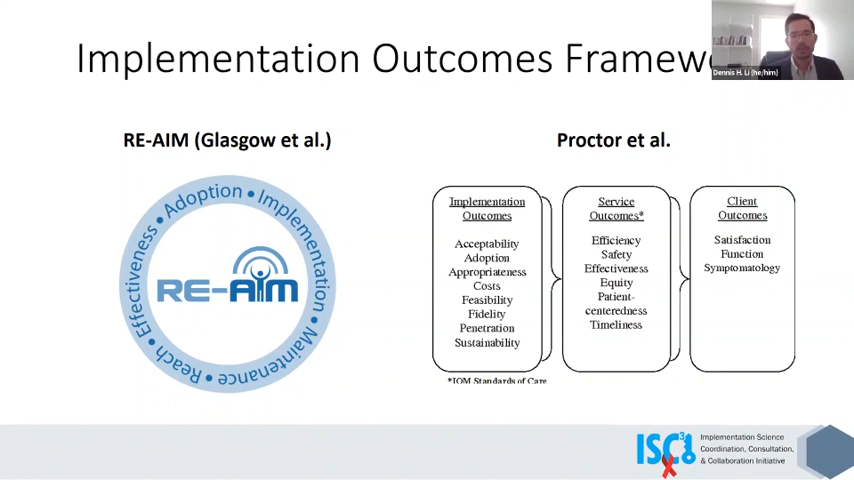 Implementation Outcomes Framew
Dennis H. Li (he/him)
RE-AIM (Glasgow et al.)
Proctor et al.
Reach • Effectiveness • Adoption • Implementation • Maintenance •
RE-AIM
Implementation
Outcomes
Acceptability
Adoption
Appropriateness
Costs
Feasibility
Fidelity
Penetration
Sustainability
Service
Outcomes*
Efficiency
Safety
Effectiveness
Equity
Patient-
centeredness
Timeliness
Client
Outcomes
Satisfaction
Function
Symptomatology
*IOM Standards of Care
ISC3I
Implementation Science
Coordination, Consultation,
& Collaboration Initiative